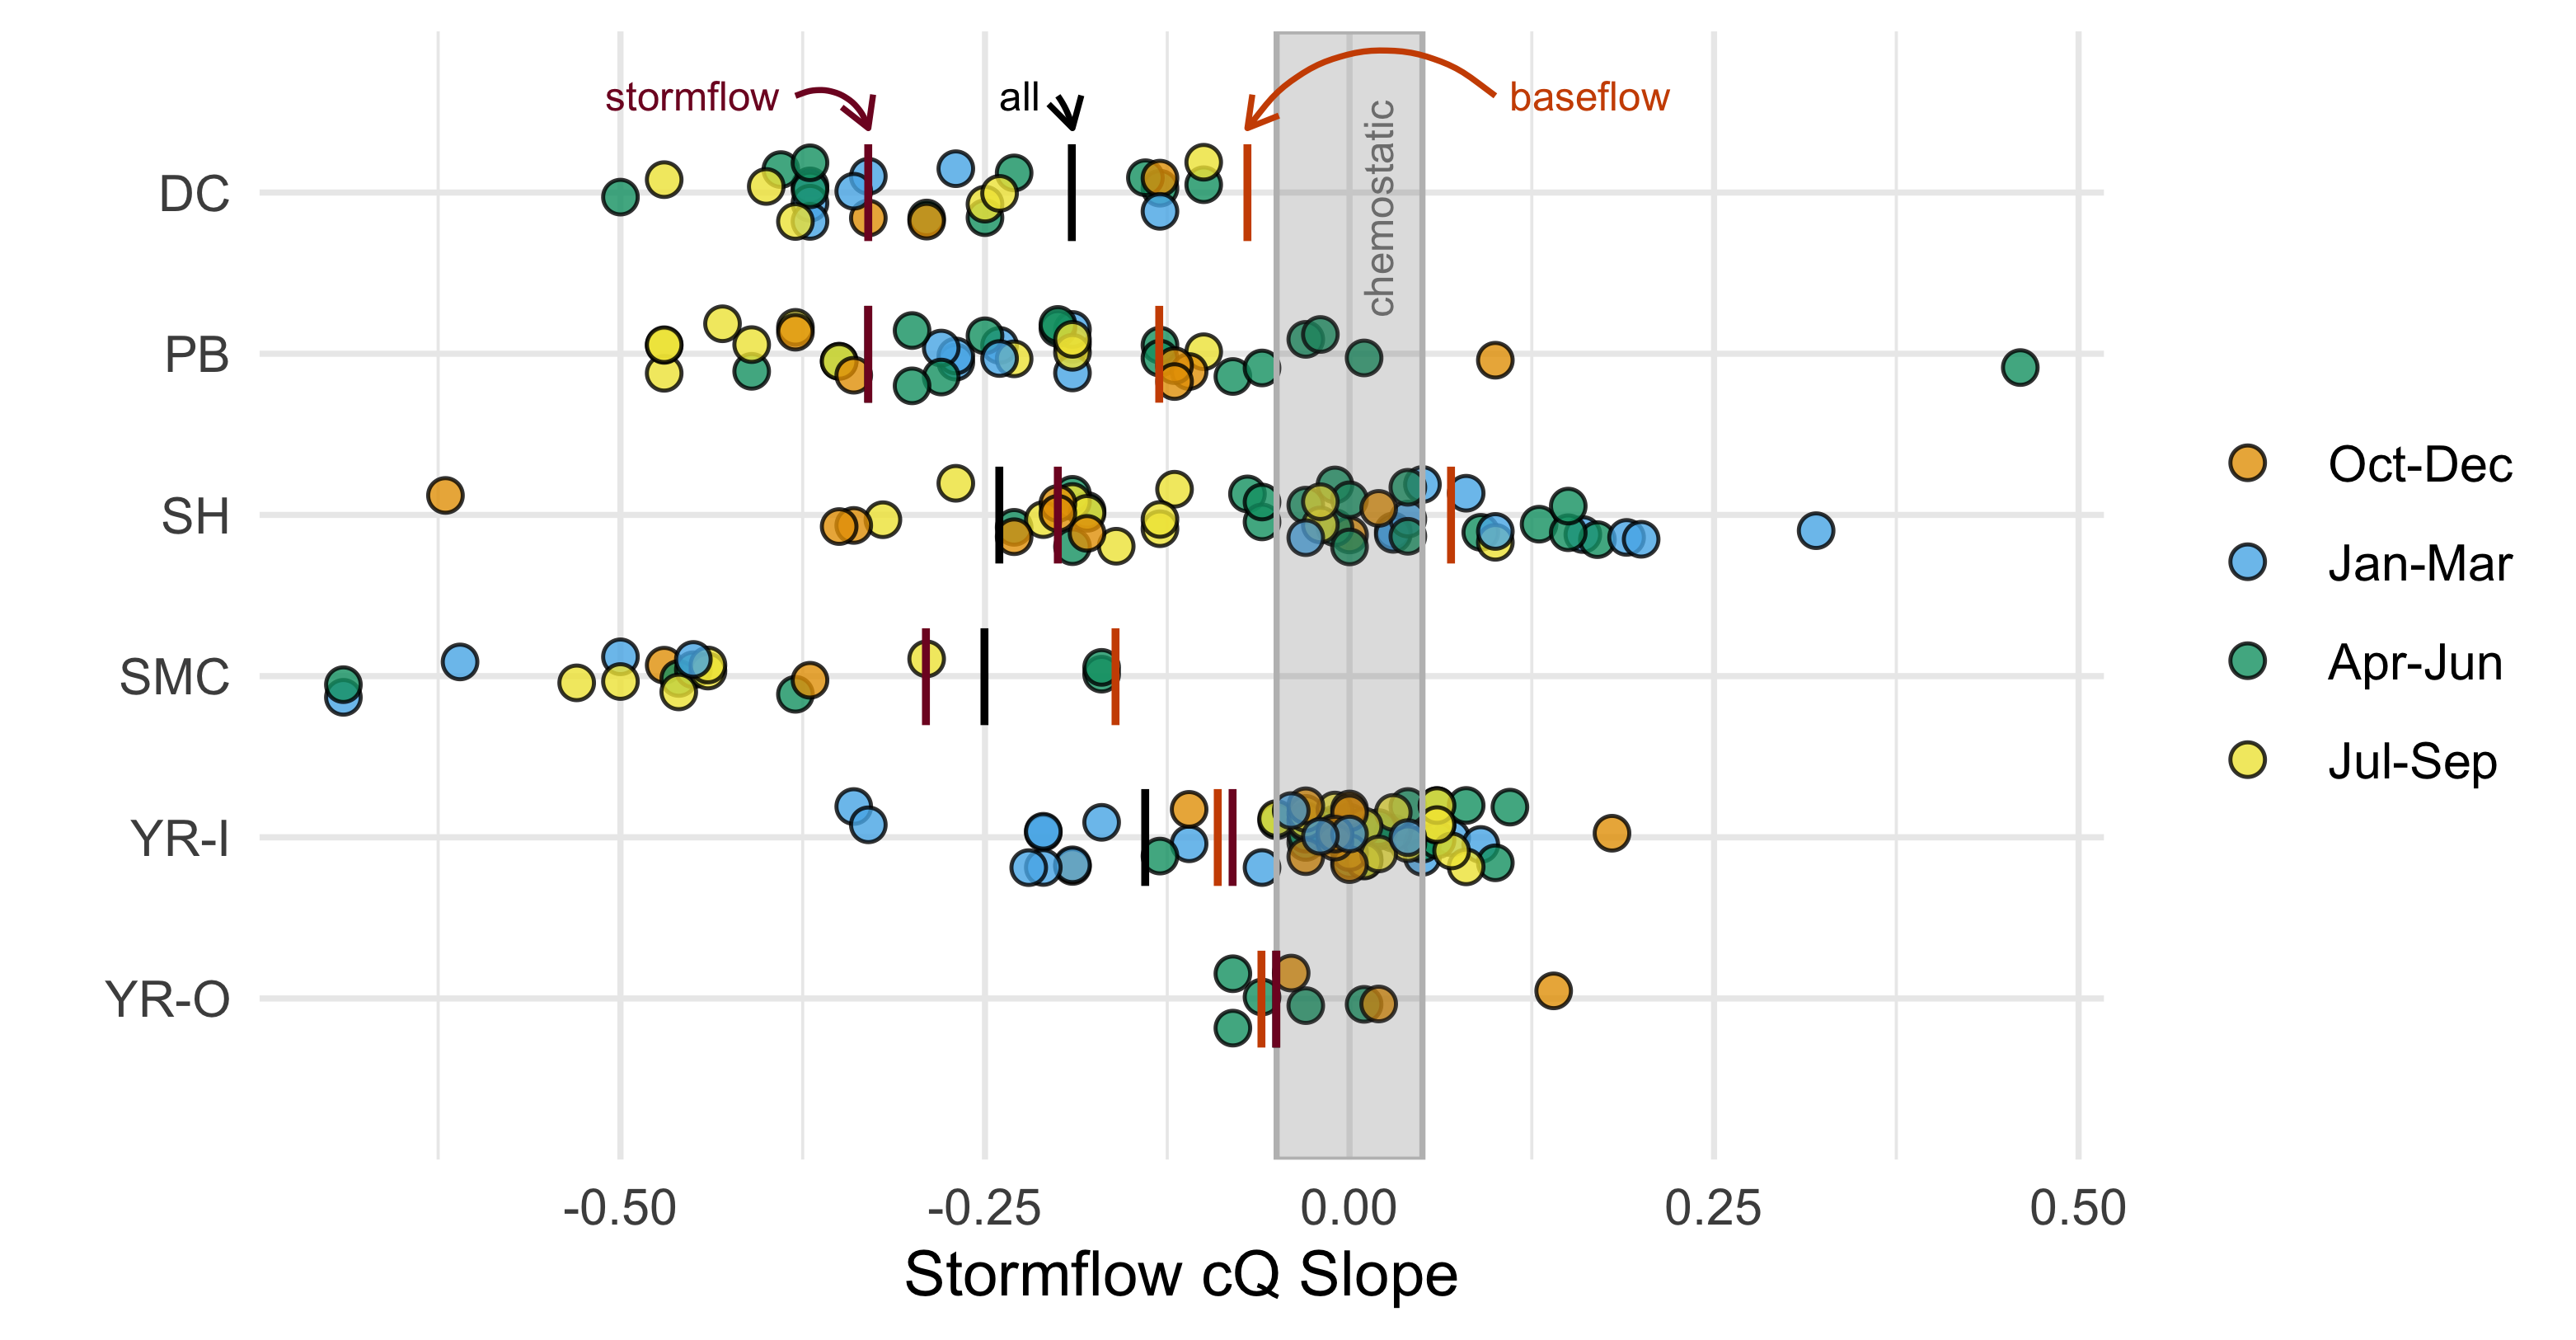 stormflow
all
baseflow
chemostatic
DC
PB
SH
SMC
YR-I
YR-O
Oct-Dec
Jan-Mar
Apr-Jun
Jul-Sep
-0.50
-0.25
0.00
0.25
0.50
Stormflow cQ Slope